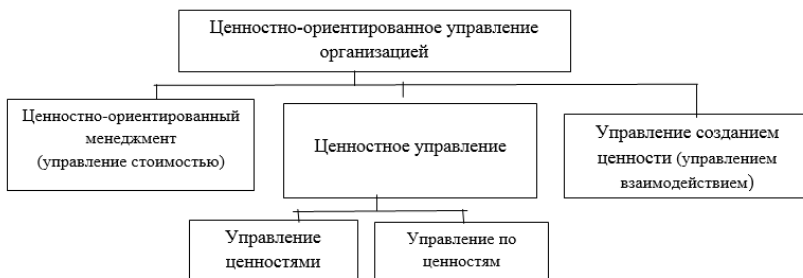 Ценностно-ориентированное управление
организацией
Ценностно-ориентированный
менеджмент
(управление стоимостью)
Ценностное управление
Управление созданием
ценности (управлением
взаимодействием)
Управление
ценностями
Управление по
ценностям